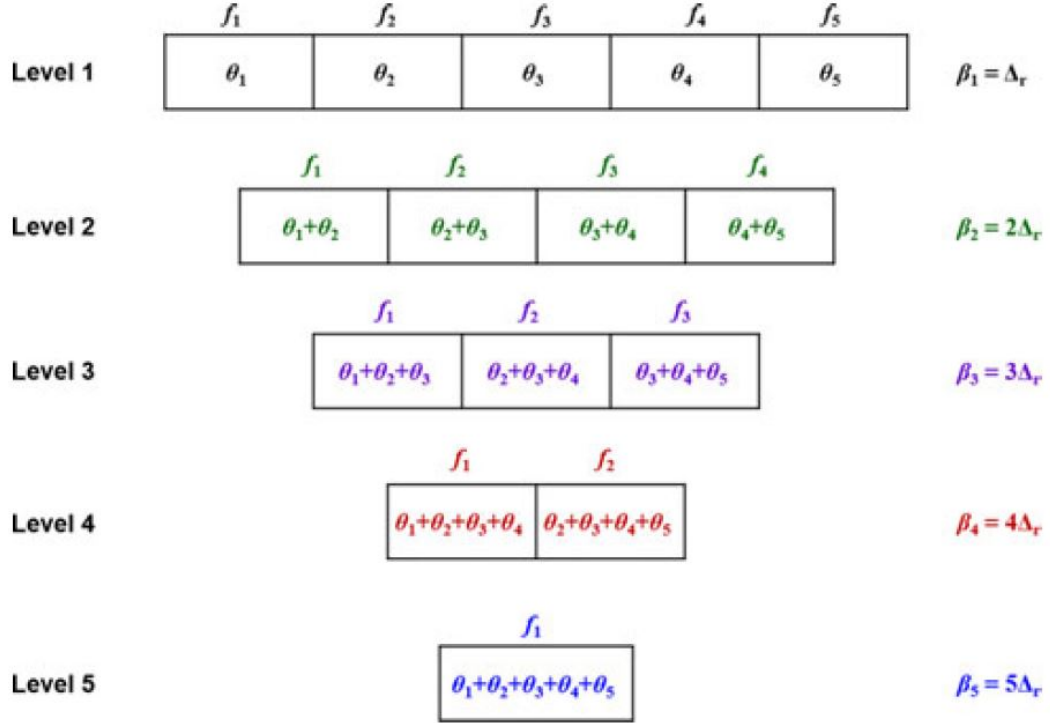 f₁ f₂ f₃ f₄ f₅
Level 1 θ₁ θ₂ θ₃ θ₄ θ₅ β₁ = Δᵣ
f₁ f₂ f₃ f₄
Level 2 θ₁+θ₂ θ₂+θ₃ θ₃+θ₄ θ₄+θ₅ β₂ = 2Δᵣ
f₁ f₂ f₃
Level 3 θ₁+θ₂+θ₃ θ₂+θ₃+θ₄ θ₃+θ₄+θ₅ β₃ = 3Δᵣ
f₁ f₂
Level 4 θ₁+θ₂+θ₃+θ₄ θ₂+θ₃+θ₄+θ₅ β₄ = 4Δᵣ
f₁
Level 5 θ₁+θ₂+θ₃+θ₄+θ₅ β₅ = 5Δᵣ